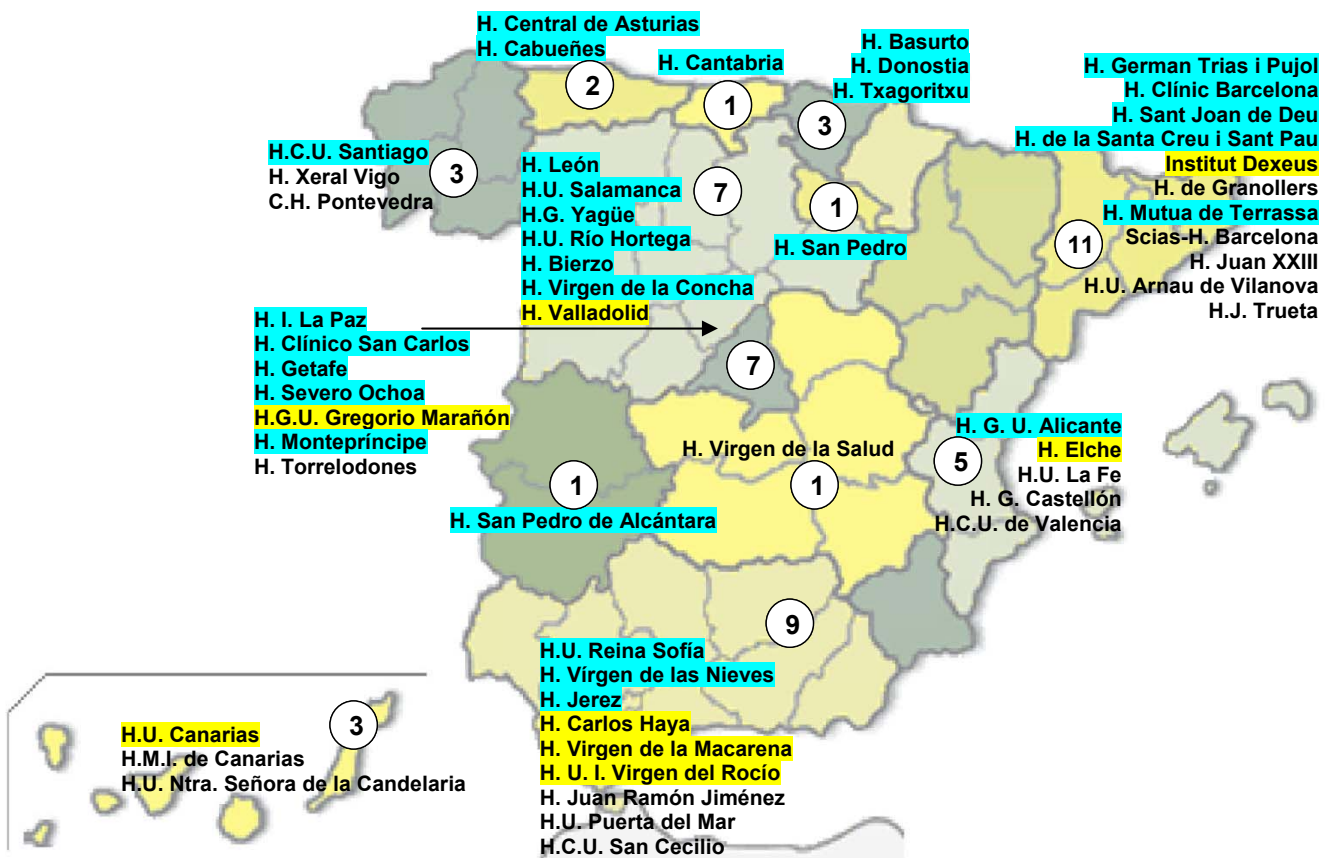 H. Central de Asturias
H. Cabueñes
2
H. Cantabria
1
H. Basurto
H. Donostia
H. Txagoritxu
3
H. German Trias i Pujol
H. Clínic Barcelona
H. Sant Joan de Deu
H. de la Santa Creu i Sant Pau
Institut Dexeus
H. de Granollers
H. Mutua de Terrassa
Scias-H. Barcelona
H. Juan XXIII
H.U. Arnau de Vilanova
H.J. Trueta
11
H.C.U. Santiago
H. Xeral Vigo
C.H. Pontevedra
3
H. León
H.U. Salamanca
H.G. Yagüe
H.U. Río Hortega
H. Bierzo
H. Virgen de la Concha
H. Valladolid
7
1
H. San Pedro
H. I. La Paz
H. Clínico San Carlos
H. Getafe
H. Severo Ochoa
H.G.U. Gregorio Marañón
H. Montepríncipe
H. Torrelodones
7
H. Virgen de la Salud
1
H. G. U. Alicante
H. Elche
H.U. La Fe
H. G. Castellón
H.C.U. de Valencia
5
1
H. San Pedro de Alcántara
9
H.U. Reina Sofía
H. Vírgen de las Nieves
H. Jerez
H. Carlos Haya
H. Virgen de la Macarena
H. U. I. Virgen del Rocío
H. Juan Ramón Jiménez
H.U. Puerta del Mar
H.C.U. San Cecilio
3
H.U. Canarias
H.M.I. de Canarias
H.U. Ntra. Señora de la Candelaria